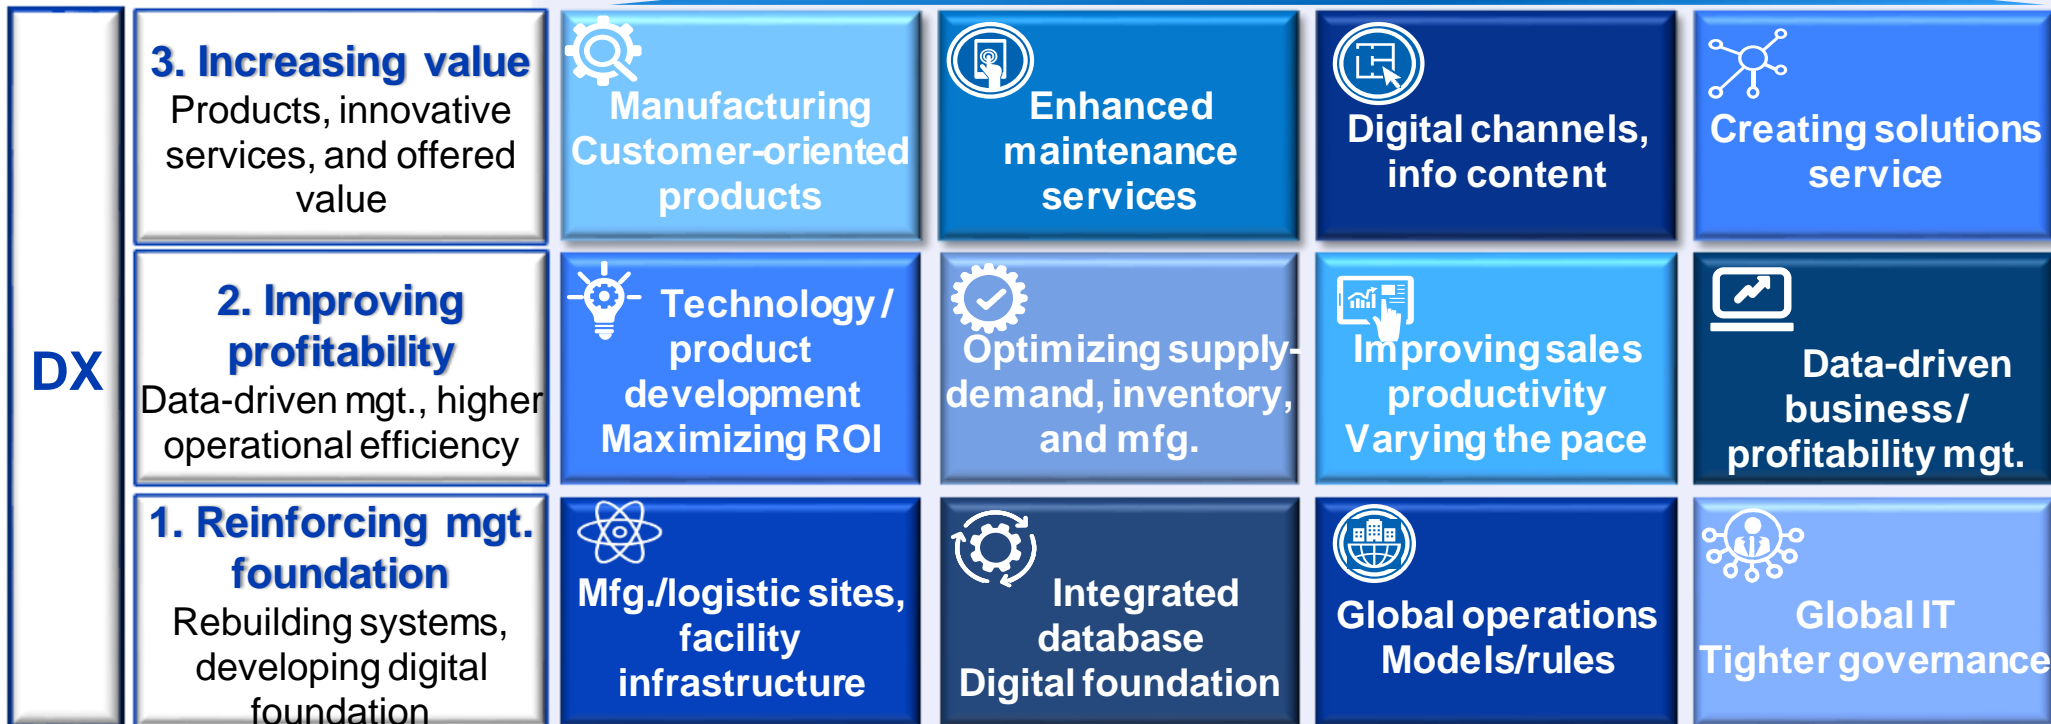 DX
3. Increasing value
Products, innovative
services, and offered
value
Manufacturing
Customer-oriented
products
Enhanced
maintenance
services
Digital channels,
info content
Creating solutions
service
2. Improving
profitability
Data-driven mgt., higher
operational efficiency
Technology/
product
development
Maximizing ROI
Optimizing supply-
demand, inventory,
and mfg.
Improving sales
productivity
Varying the pace
Data-driven
business/
profitability mgt.
1. Reinforcing mgt.
foundation
Rebuilding systems,
developing digital
foundation
Mfg./logistic sites,
facility
infrastructure
Integrated
database
Digital foundation
Global operations
Models/rules
Global IT
Tighter governance